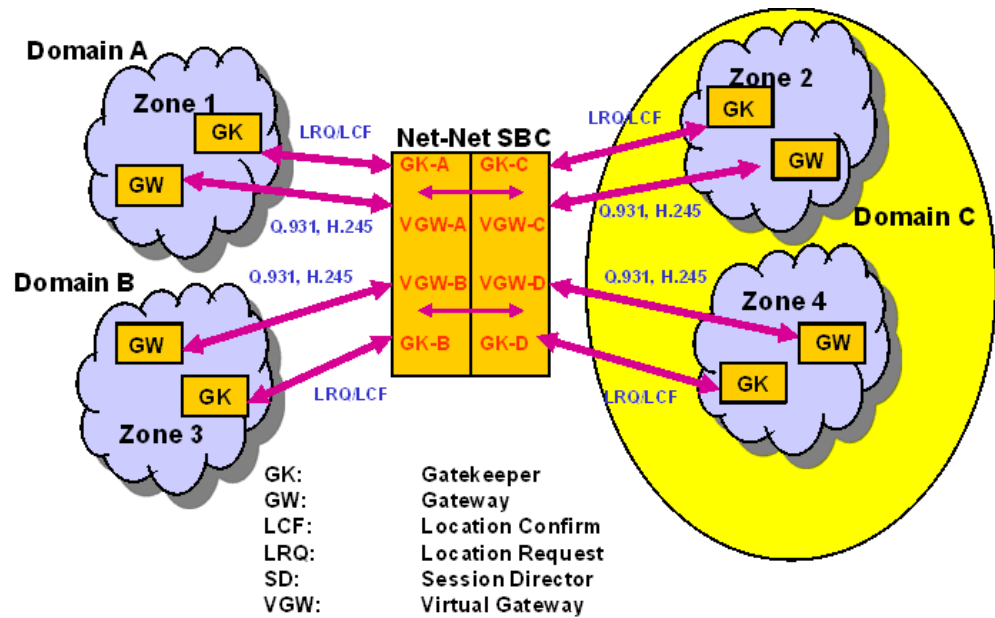 Domain A
Zone 1
GK
GW
LRQ/LCF
Q.931, H.245
Net-Net SBC
GK-A
GK-C
VGW-A
VGW-C
VGW-B
VGW-D
GK-B
GK-D
LRQ/LCF
Q.931, H.245
Zone 2
GK
GW
Domain C
Domain B
Q.931, H.245
GW
GK
Zone 3
LRQ/LCF
Q.931, H.245
Zone 4
GW
GK
LRQ/LCF
GK: Gatekeeper
GW: Gateway
LCF: Location Confirm
LRQ: Location Request
SD: Session Director
VGW: Virtual Gateway